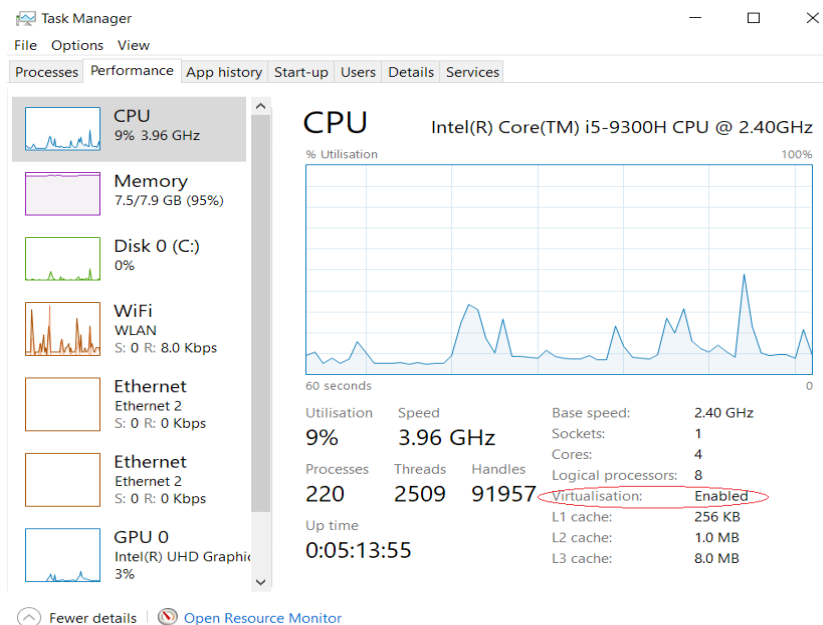 Task Manager
File Options View
Processes Performance App history Start-up Users Details Services
CPU
9% 3.96 GHz
Memory
7.5/7.9 GB (95%)
Disk 0 (C:)
0%
WiFi
WLAN
S: 0 R: 8.0 Kbps
Ethernet
Ethernet 2
S: 0 R: 0 Kbps
Ethernet
Ethernet 2
S: 0 R: 0 Kbps
GPU 0
Intel(R) UHD Graphic
3%
CPU Intel(R) Core(TM) i5-9300H CPU @ 2.40GHz
% Utilisation 100%
60 seconds 0
Utilisation Speed
9% 3.96 GHz
Processes Threads Handles
220 2509 91957
Up time
0:05:13:55
Base speed: 2.40 GHz
Sockets: 1
Cores: 4
Logical processors: 8
Virtualisation: Enabled
L1 cache: 256 KB
L2 cache: 1.0 MB
L3 cache: 8.0 MB
Fewer details Open Resource Monitor